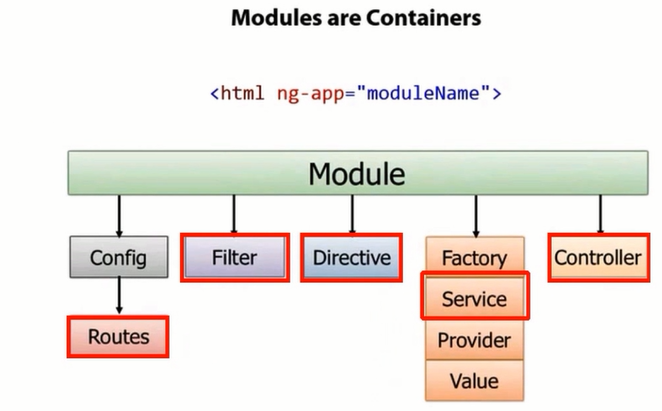 Modules are Containers
<html ng-app="moduleName">
Module
Config
Filter
Directive
Factory
Controller
Service
Routes
Provider
Value